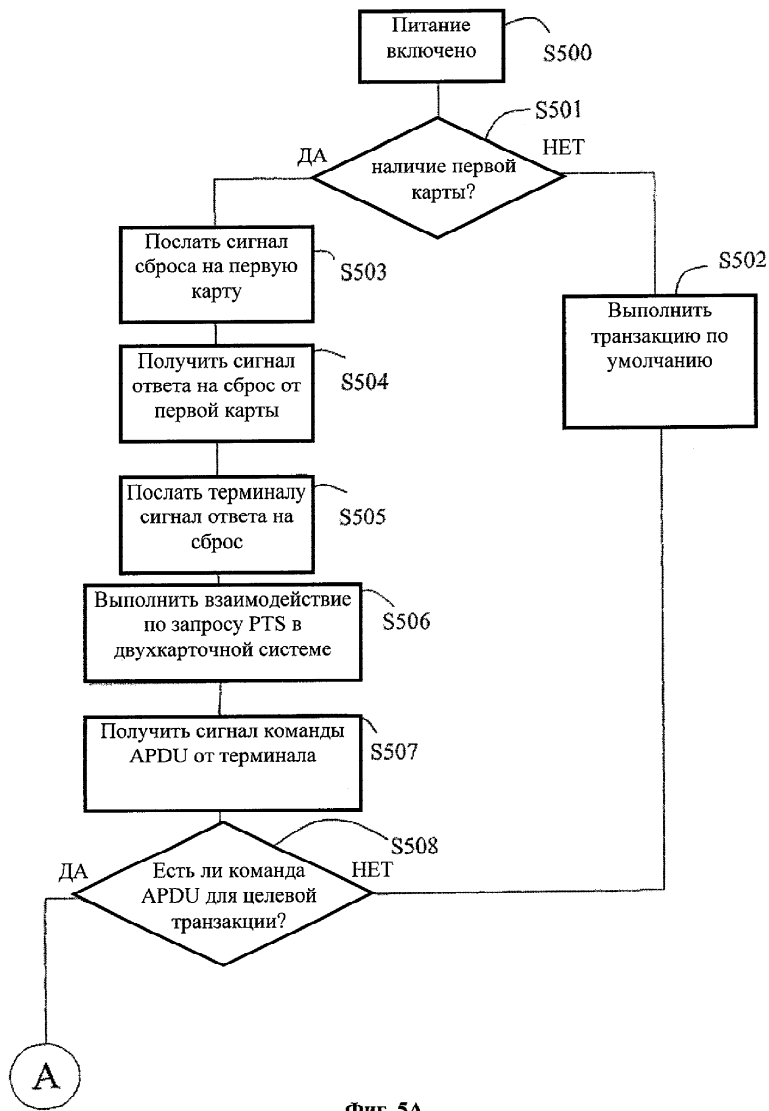 Питание
включено
S500
S501
ДА
НЕТ
наличие первой
карты?
Послать сигнал
сброса на первую
карту
S503
S502
Выполнить
транзакцию по
умолчанию
Получить сигнал
ответа на сброс от
первой карты
S504
Послать терминалу
сигнал ответа на
сброс
S505
Выполнить взаимодействие
по запросу PTS в
двухкарточной системе
S506
Получить сигнал команды
APDU от терминала
S507
S508
ДА
НЕТ
Есть ли команда
APDU для целевой
транзакции?
A
Фиг. 5A